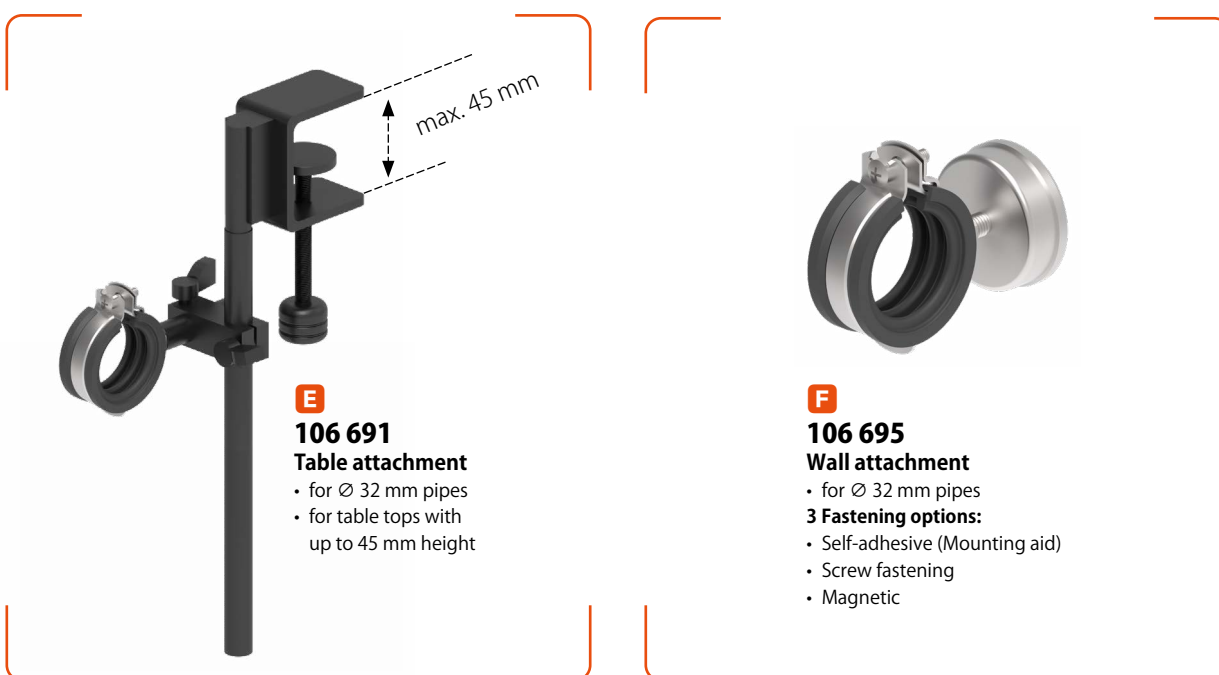 max. 45 mm
E
106 691
Table attachment
• for ∅ 32 mm pipes
• for table tops with
up to 45 mm height
F
106 695
Wall attachment
• for ∅ 32 mm pipes
3 Fastening options:
• Self-adhesive (Mounting aid)
• Screw fastening
• Magnetic